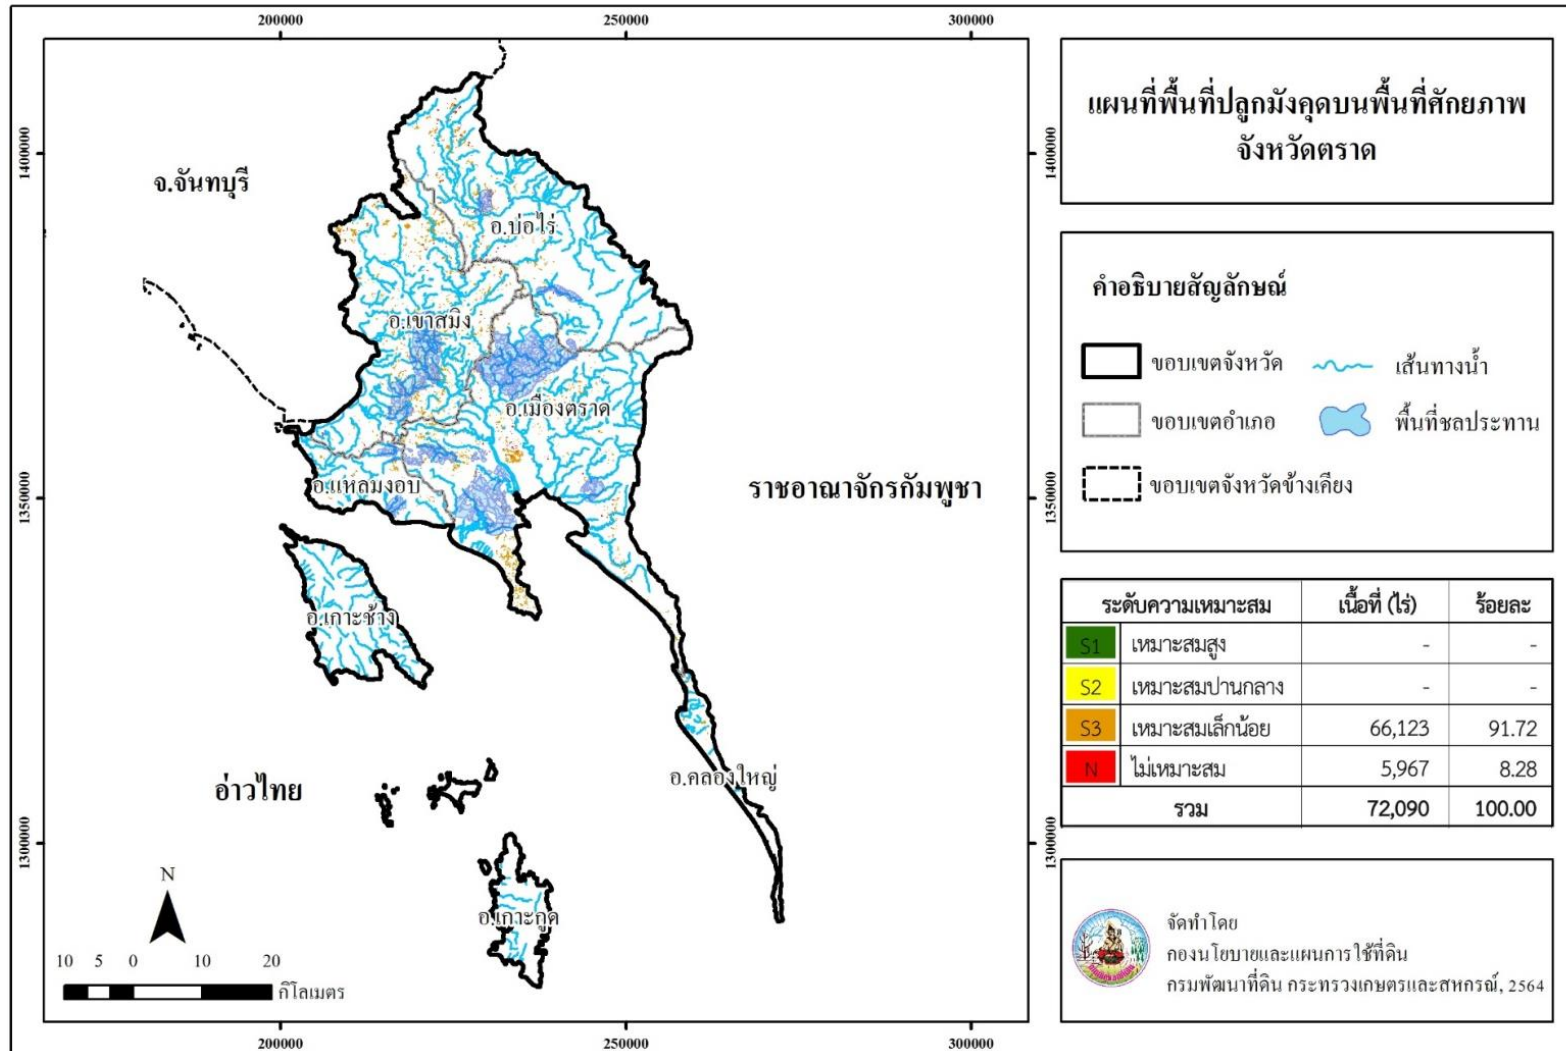 200000
250000
300000
1400000
1350000
1300000
จ.จันทบุรี
อ.บ่อไร่
อ.เขาสมิง
อ.เมืองตราด
อ.แหลมงอบ
ราชอาณาจักรกัมพูชา
อ.เกาะช้าง
อ่าวไทย
อ.คลองใหญ่
อ.เกาะกูด
N
10 5 0 10 20
กิโลเมตร
200000
250000
300000
1400000
1350000
1300000
แผนที่พื้นที่ปลูกมังคุดบนพื้นที่ศักยภาพ
จังหวัดตราด
คำอธิบายสัญลักษณ์
ขอบเขตจังหวัด เส้นทางน้ำ
ขอบเขตอำเภอ พื้นที่ชลประทาน
ขอบเขตจังหวัดข้างเคียง
ระดับความเหมาะสม เนื้อที่ (ไร่) ร้อยละ
S1 เหมาะสมสูง - -
S2 เหมาะสมปานกลาง - -
S3 เหมาะสมเล็กน้อย 66,123 91.72
N ไม่เหมาะสม 5,967 8.28
รวม 72,090 100.00
จัดทำโดย
กองนโยบายและแผนการใช้ที่ดิน
กรมพัฒนาที่ดิน กระทรวงเกษตรและสหกรณ์, 2564